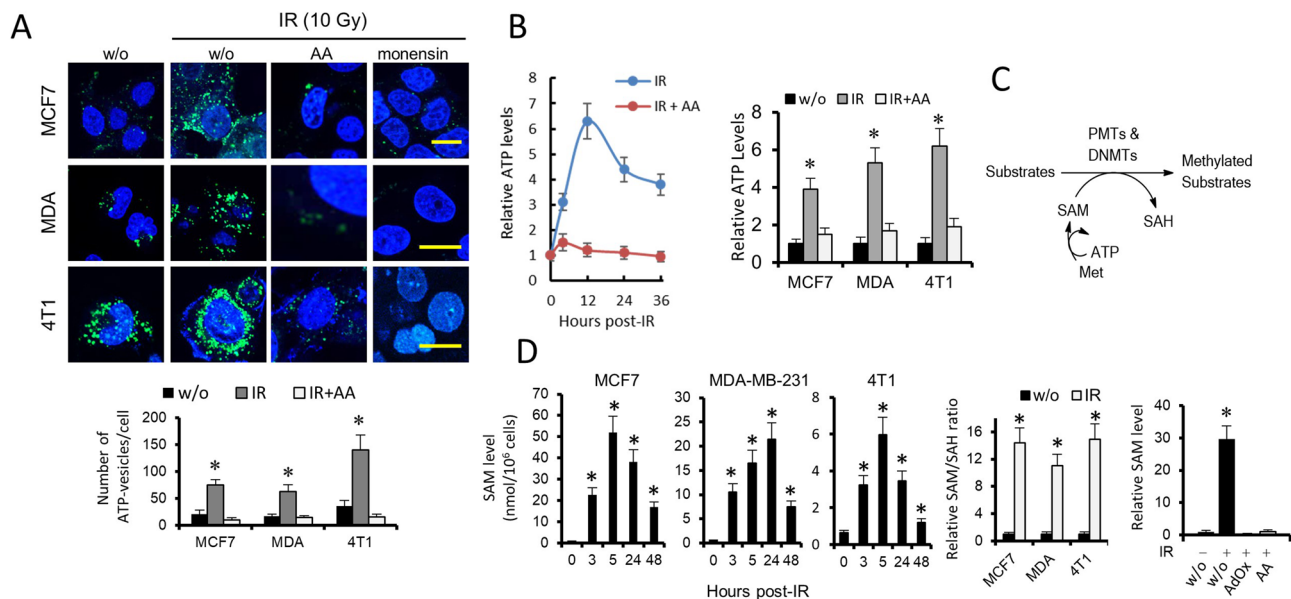 A
IR (10 Gy)
w/o
w/o
AA
monensin
MCF7
MDA
4T1
w/o
IR
IR+AA
Number of
ATP-vesicles/cell
250
200
150
100
50
0
*
*
*
MCF7
MDA
4T1
B
Relative ATP levels
8
7
6
5
4
3
2
1
0
IR
IR + AA
0
12
24
36
Hours post-IR
w/o
IR
IR+AA
Relative ATP Levels
8
6
4
2
0
*
*
*
MCF7
MDA
4T1
C
PMTs &
DNMTs
Substrates
Methylated
Substrates
SAM
SAH
ATP
Met
D
MCF7
SAM level
(nmol/10⁶ cells)
70
60
50
40
30
20
10
0
*
*
*
*
0 3 5 24 48
MDA-MB-231
30
25
20
15
10
5
0
*
*
*
*
0 3 5 24 48
4T1
8
6
4
2
0
*
*
*
*
0 3 5 24 48
Hours post-IR
w/o
IR
Relative SAM/SAH ratio
20
15
10
5
0
*
*
*
MCF7
MDA
4T1
Relative SAM level
40
30
20
10
0
*
IR – + + +
w/o
w/o
AdOx
AA